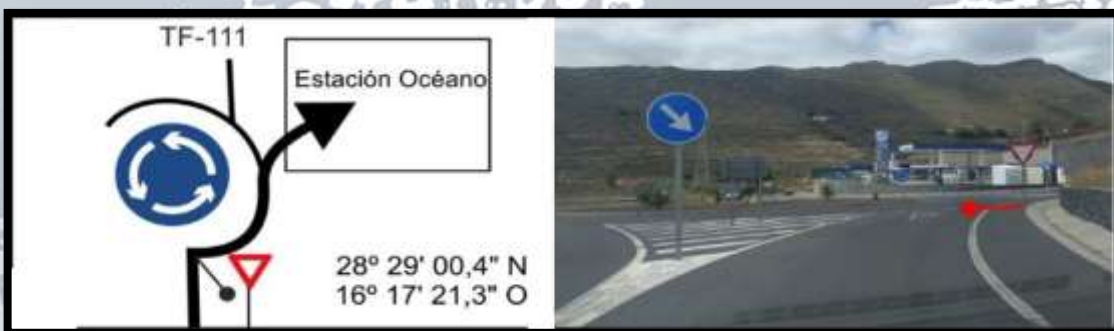 TF-111
Estación Océano
28º 29' 00,4" N
16º 17' 21,3" O